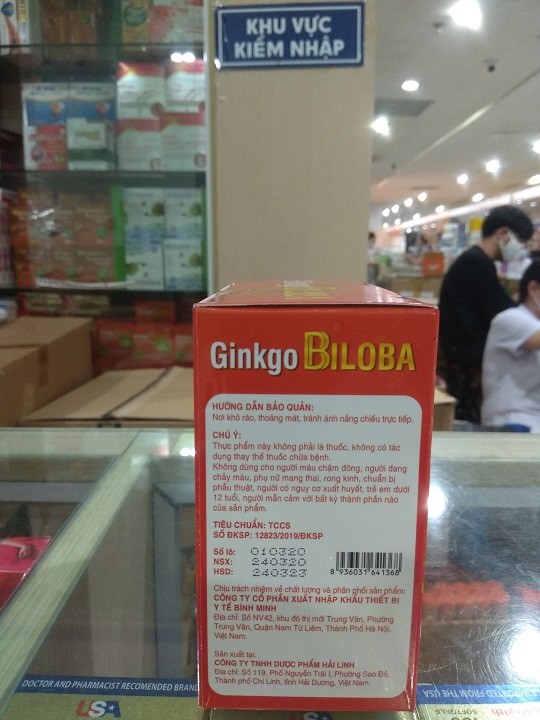 KHU VỰC
KIỂM NHẬP
Ginkgo BILOBA
HƯỚNG DẪN BẢO QUẢN:
Nơi khô ráo, thoáng mát, tránh ánh nắng chiếu trực tiếp.
CHÚ Ý:
Thực phẩm này không phải là thuốc, không có tác
dụng thay thế thuốc chữa bệnh.
Không dùng cho người máu chậm đông, người đang
chảy máu, phụ nữ mang thai, rong kinh, chuẩn bị
phẫu thuật, người có nguy cơ xuất huyết, trẻ em dưới
12 tuổi, người mẫn cảm với bất kỳ thành phần nào
của sản phẩm.
TIÊU CHUẨN: TCCS
SỐ ĐKSP: 12823/2019/ĐKSP
Số lô: 010320
NSX: 240320
HSD: 240323
8 936031 641368
Chịu trách nhiệm về chất lượng và phân phối sản phẩm:
CÔNG TY CỔ PHẦN XUẤT NHẬP KHẨU THIẾT BỊ
Y TẾ BÌNH MINH
Địa chỉ: Số NV42, khu đô thị mới Trung Văn, Phường
Trung Văn, Quận Nam Từ Liêm, Thành Phố Hà Nội,
Việt Nam.
Sản xuất tại:
CÔNG TY TNHH DƯỢC PHẨM HẢI LINH
Địa chỉ: Số 119, Phố Nguyễn Trãi I, Phường Sao Đỏ,
Thành phố Chí Linh, tỉnh Hải Dương, Việt Nam.
DOCTOR AND PHARMACIST RECOMENDED BRAND
USA
FROM THE USA
Health
SOFTGELS
USA